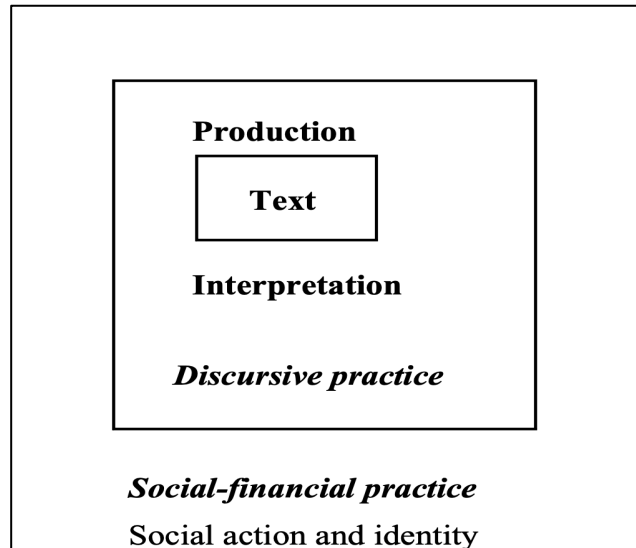 Production
Text
Interpretation
Discursive practice
Social-financial practice
Social action and identity